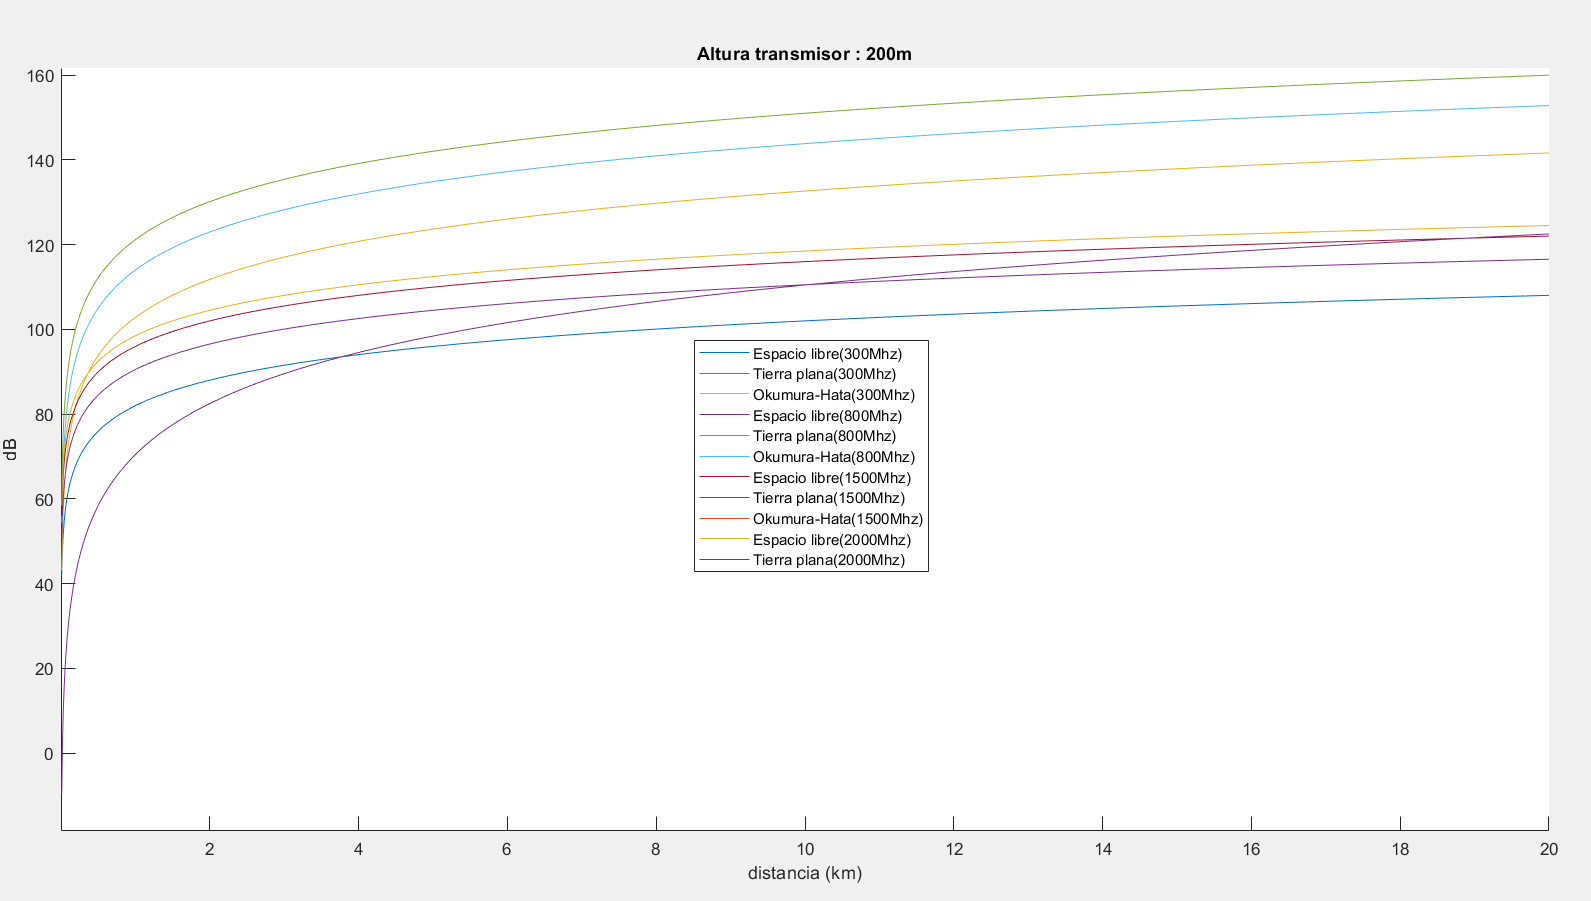 Altura transmisor : 200m
160
140
120
100
80
60
40
20
0
dB
Espacio libre(300Mhz)
Tierra plana(300Mhz)
Okumura-Hata(300Mhz)
Espacio libre(800Mhz)
Tierra plana(800Mhz)
Okumura-Hata(800Mhz)
Espacio libre(1500Mhz)
Tierra plana(1500Mhz)
Okumura-Hata(1500Mhz)
Espacio libre(2000Mhz)
Tierra plana(2000Mhz)
2 4 6 8 10 12 14 16 18 20
distancia (km)